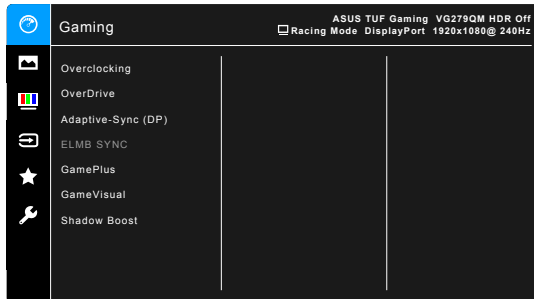 Gaming
ASUS TUF Gaming VG279QM HDR Off
Racing Mode DisplayPort 1920x1080@ 240Hz
Overclocking
OverDrive
Adaptive-Sync (DP)
ELMB SYNC
GamePlus
GameVisual
Shadow Boost